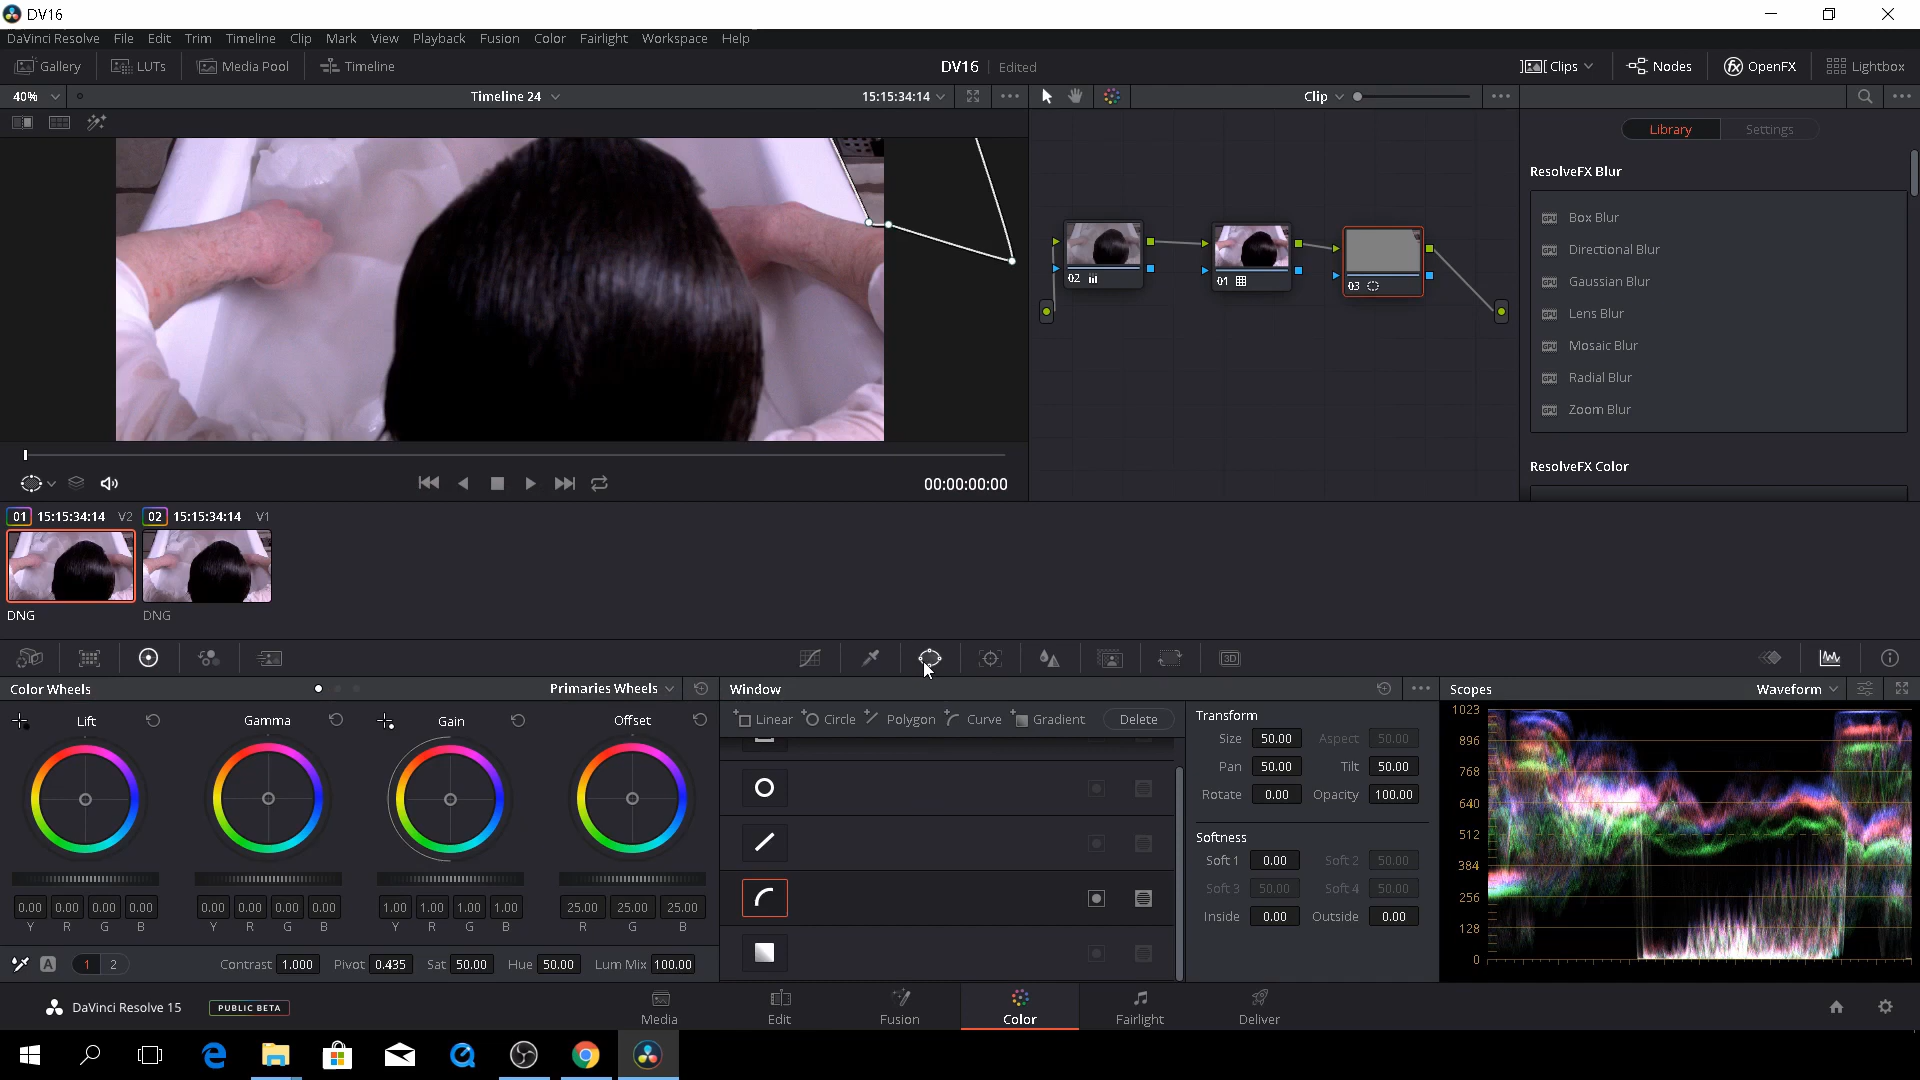 DV16
DaVinci Resolve File Edit Trim Timeline Clip Mark View Playback Fusion Color Fairlight Workspace Help
Gallery LUTs Media Pool Timeline DV16 Edited Clips Nodes fx OpenFX Lightbox
40% Timeline 24 15:15:34:14 Clip
Library Settings
ResolveFX Blur
GPU Box Blur
GPU Directional Blur
GPU Gaussian Blur
GPU Lens Blur
GPU Mosaic Blur
GPU Radial Blur
GPU Zoom Blur
ResolveFX Color
02 01 03
00:00:00:00
01 15:15:34:14 V2 02 15:15:34:14 V1
DNG DNG
3D
Color Wheels Primaries Wheels Window Scopes Waveform
Lift Gamma Gain Offset
Linear Circle Polygon Curve Gradient Delete
Transform
Size 50.00 Aspect 50.00
Pan 50.00 Tilt 50.00
Rotate 0.00 Opacity 100.00
Softness
Soft 1 0.00 Soft 2 50.00
Soft 3 50.00 Soft 4 50.00
Inside 0.00 Outside 0.00
1023
896
768
640
512
384
256
128
0
0.00 0.00 0.00 0.00 0.00 0.00 0.00 0.00 1.00 1.00 1.00 1.00 25.00 25.00 25.00
Y R G B Y R G B Y R G B R G B
A 1 2 Contrast 1.000 Pivot 0.435 Sat 50.00 Hue 50.00 Lum Mix 100.00
DaVinci Resolve 15 PUBLIC BETA
Media Edit Fusion Color Fairlight Deliver